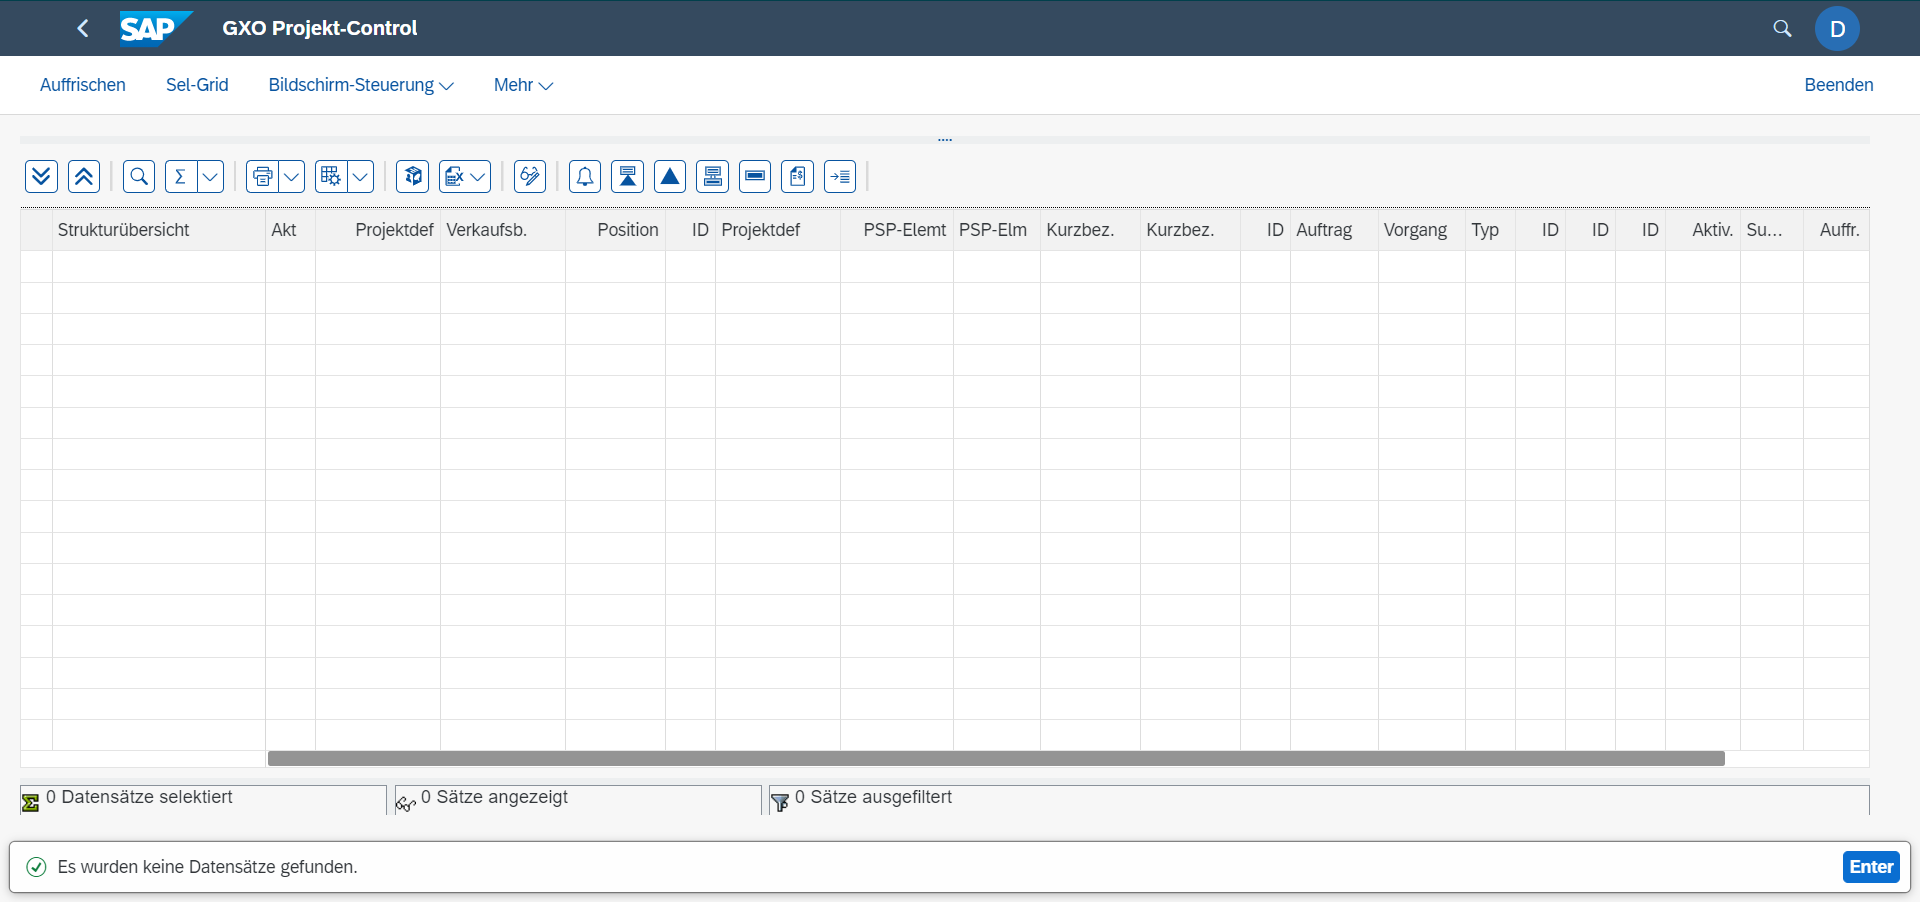 SAP GXO Projekt-Control D
Auffrischen Sel-Grid Bildschirm-Steuerung Mehr Beenden
Strukturübersicht Akt Projektdef Verkaufsb. Position ID Projektdef PSP-Elemt PSP-Elm Kurzbez. Kurzbez. ID Auftrag Vorgang Typ ID ID ID Aktiv. Su... Auffr.
0 Datensätze selektiert 0 Sätze angezeigt 0 Sätze ausgefiltert
Es wurden keine Datensätze gefunden. Enter